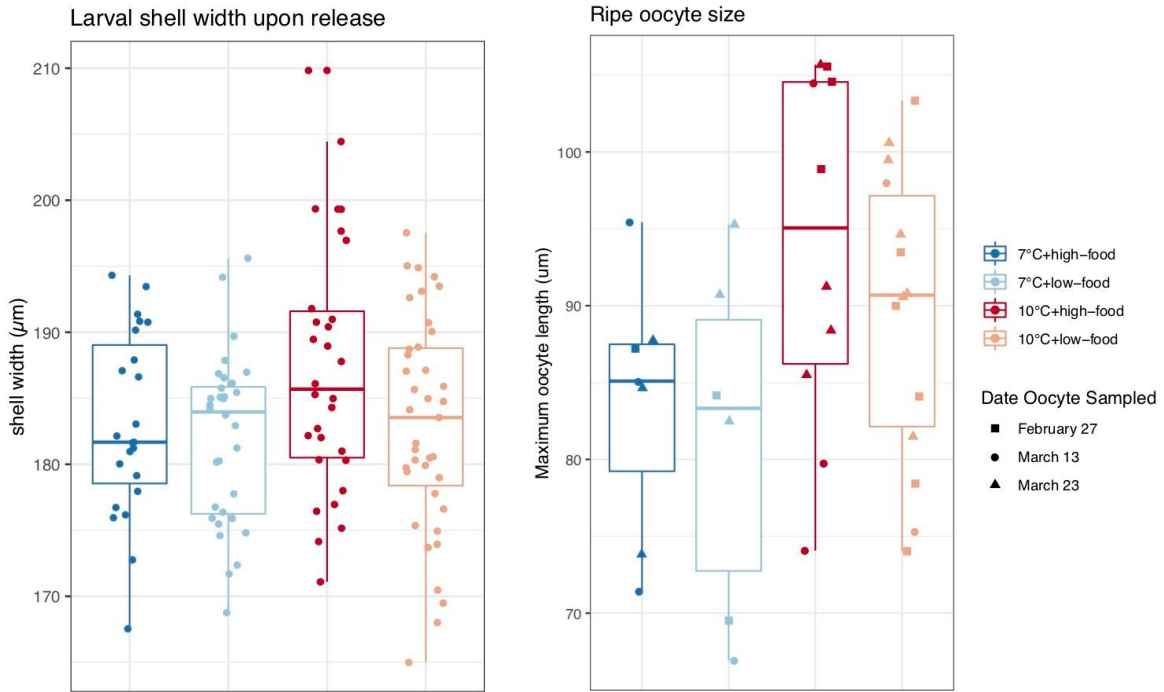 Larval shell width upon release
shell width (µm)
210
200
190
180
170
Ripe oocyte size
Maximum oocyte length (um)
100
90
80
70
7°C+high−food
7°C+low−food
10°C+high−food
10°C+low−food
Date Oocyte Sampled
February 27
March 13
March 23